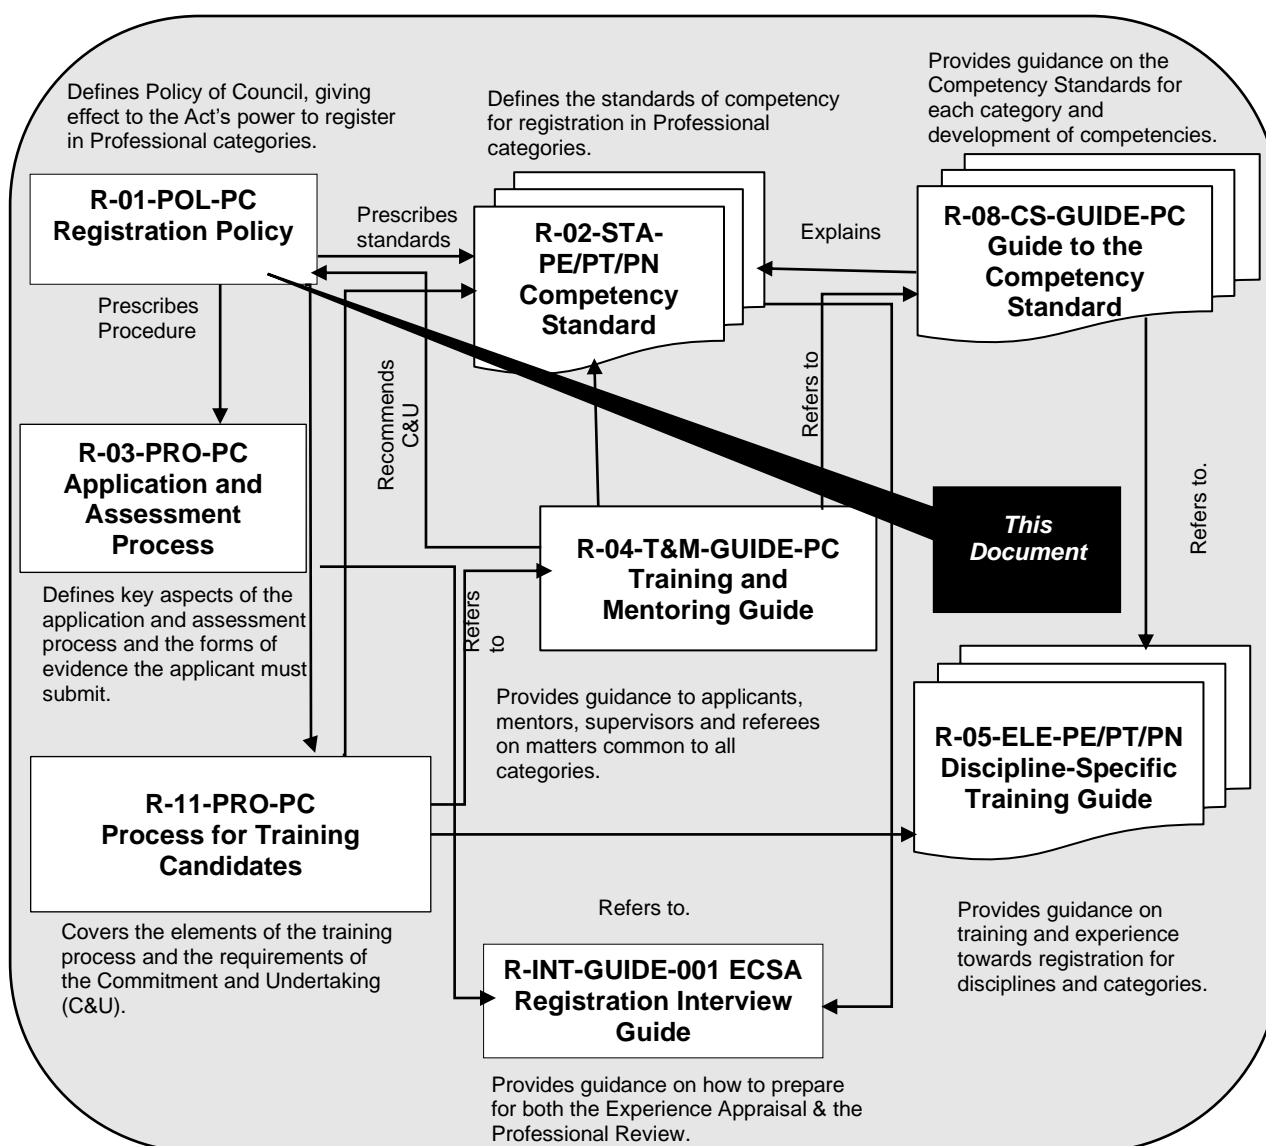 Defines Policy of Council, giving
effect to the Act's power to register
in Professional categories.
Defines the standards of competency
for registration in Professional
categories.
Provides guidance on the
Competency Standards for
each category and
development of competencies.
R-01-POL-PC
Registration Policy
Prescribes
standards
R-02-STA-
PE/PT/PN
Competency
Standard
Explains
R-08-CS-GUIDE-PC
Guide to the
Competency
Standard
Prescribes
Procedure
Recommends
C&U
Refers to
Refers to.
R-03-PRO-PC
Application and
Assessment
Process
Defines key aspects of the
application and assessment
process and the forms of
evidence the applicant must
submit.
R-04-T&M-GUIDE-PC
Training and
Mentoring Guide
This
Document
Refers
to
Provides guidance to applicants,
mentors, supervisors and referees
on matters common to all
categories.
R-05-ELE-PE/PT/PN
Discipline-Specific
Training Guide
R-11-PRO-PC
Process for Training
Candidates
Covers the elements of the training
process and the requirements of
the Commitment and Undertaking
(C&U).
Refers to.
Provides guidance on
training and experience
towards registration for
disciplines and categories.
R-INT-GUIDE-001 ECSA
Registration Interview
Guide
Provides guidance on how to prepare
for both the Experience Appraisal & the
Professional Review.